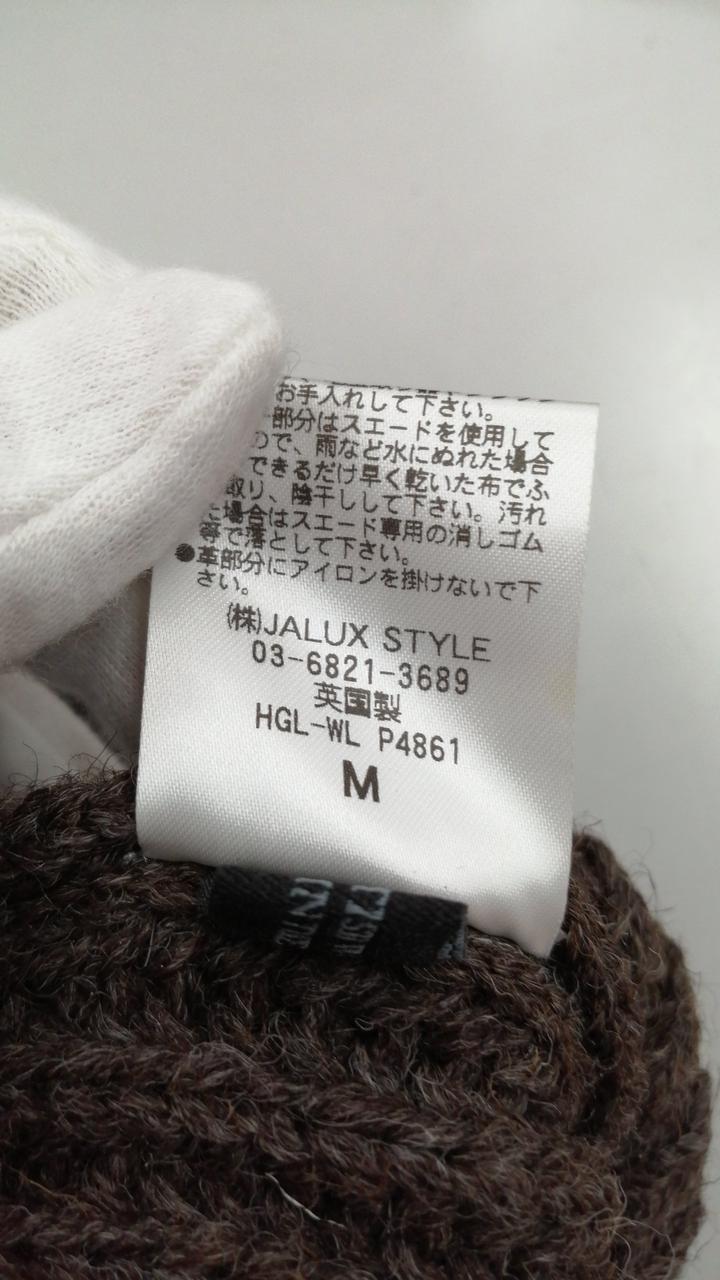 お手入れして下さい。
部分はスエードを使用して
ので、雨など水にぬれた場合
できるだけ早く乾いた布でふ
取り、陰干しして下さい。汚れ
た場合はスエード専用の消しゴム
等で落として下さい。
●革部分にアイロンを掛けないで下
さい。
(株)JALUX STYLE
03-6821-3689
英国製
HGL-WL P4861
M